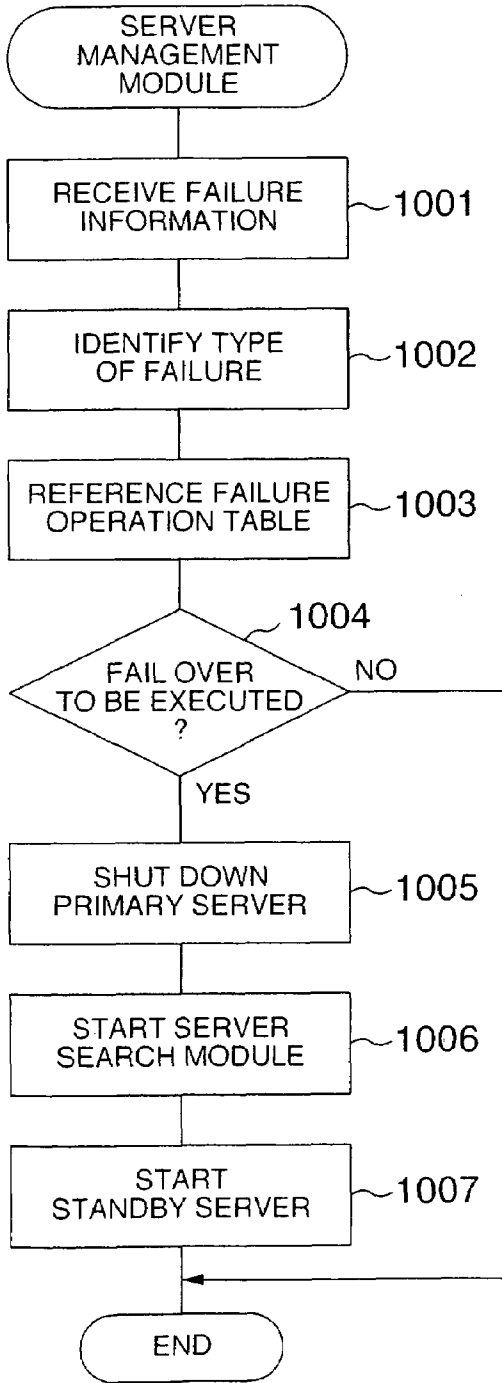 SERVER
MANAGEMENT
MODULE
RECEIVE FAILURE
INFORMATION
1001
IDENTIFY TYPE
OF FAILURE
1002
REFERENCE FAILURE
OPERATION TABLE
1003
1004
FAIL OVER
TO BE EXECUTED
?
NO
YES
SHUT DOWN
PRIMARY SERVER
1005
START SERVER
SEARCH MODULE
1006
START
STANDBY SERVER
1007
END